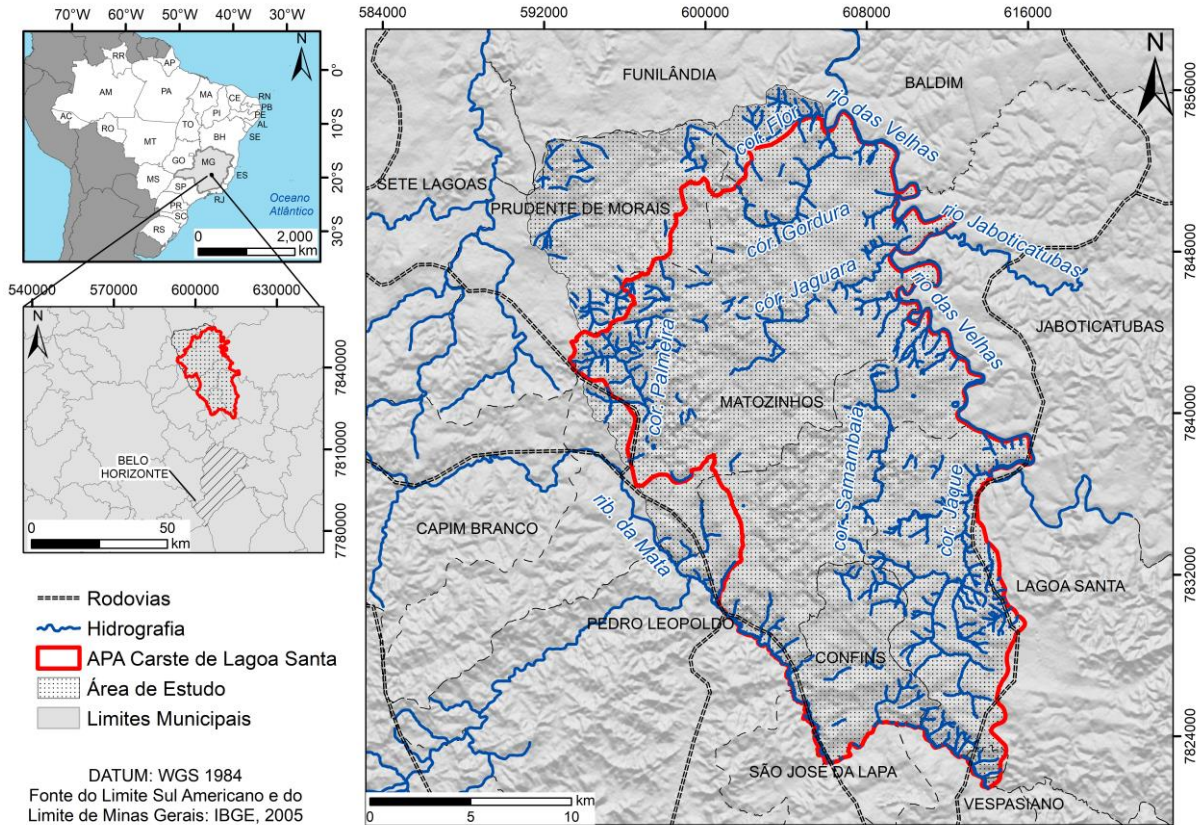 70°W 60°W 50°W 40°W 30°W
N
RR
AP
AM
PA
MA
CE
RN
PB
PE
AL
SE
PI
AC
RO
TO
MT
BH
GO
MG
MS
ES
SP
RJ
PR
SC
RS
Oceano
Atlântico
0 2,000
km
0°
10°S
20°S
30°S
540000 570000 600000 630000
N
BELO
HORIZONTE
0 50
km
7840000
7810000
7780000
Rodovias
Hidrografia
APA Carste de Lagoa Santa
Área de Estudo
Limites Municipais
DATUM: WGS 1984
Fonte do Limite Sul Americano e do
Limite de Minas Gerais: IBGE, 2005
584000 592000 600000 608000 616000
N
FUNILÂNDIA
BALDIM
cor. Flor
rio das Velhas
SETE LAGOAS
PRUDENTE DE MORAIS
cór. Gordura
rio Jaboticatubas
cór. Jaguara
rio das Velhas
JABOTICATUBAS
cor. Palmeira
MATOZINHOS
cor. Samambaia
cor. Jaque
CAPIM BRANCO
rib. da Mata
LAGOA SANTA
PEDRO LEOPOLDO
CONFINS
SÃO JOSÉ DA LAPA
VESPASIANO
0 5 10
km
7856000
7848000
7840000
7832000
7824000